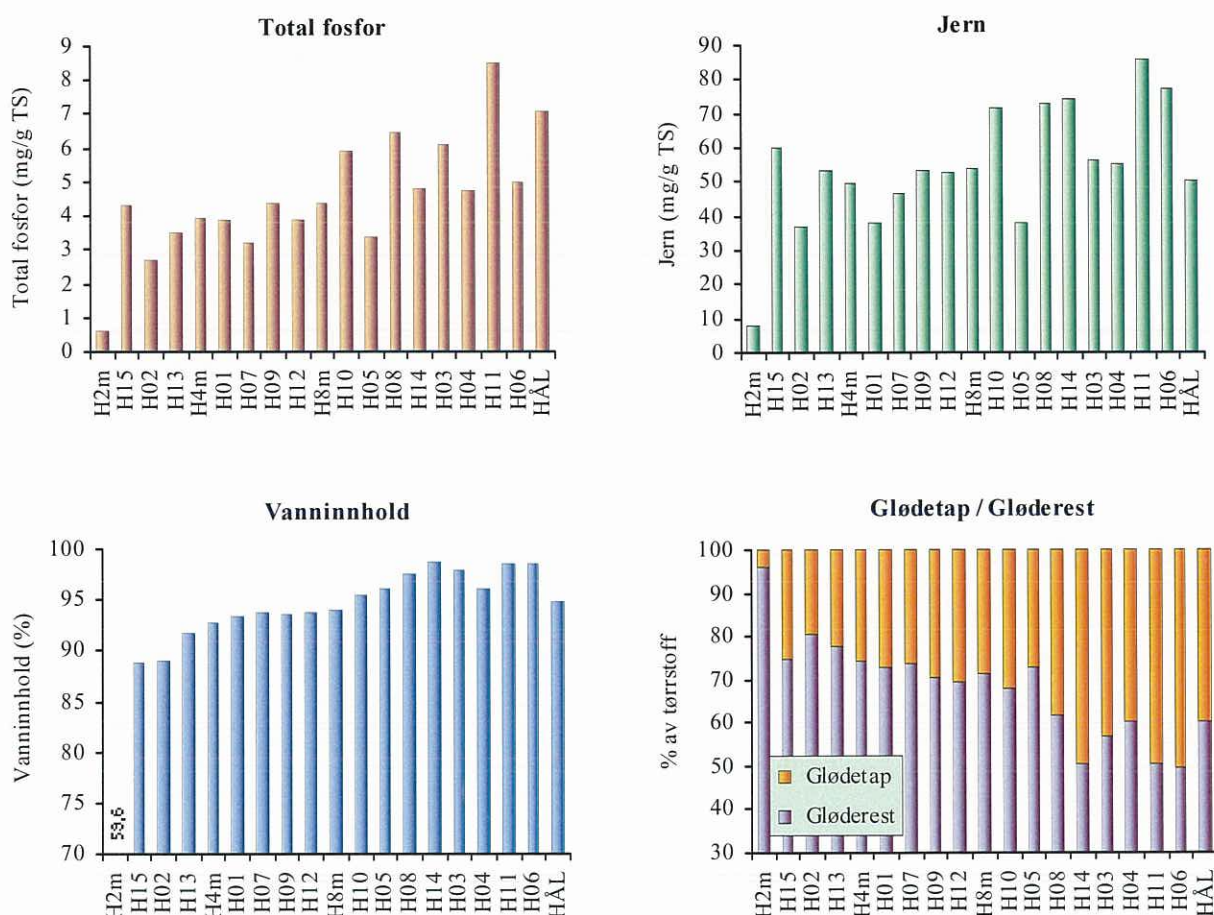 Total fosfor
Total fosfor (mg/g TS)
9
8
7
6
5
4
3
2
1
0
H2m
H15
H02
H13
H4m
H01
H07
H09
H12
H8m
H10
H05
H08
H14
H03
H04
H11
H06
HÅL
Jern
Jern (mg/g TS)
90
80
70
60
50
40
30
20
10
0
H2m
H15
H02
H13
H4m
H01
H07
H09
H12
H8m
H10
H05
H08
H14
H03
H04
H11
H06
HÅL
Vanninnhold
Vanninnhold (%)
100
95
90
85
80
75
70
59,6
H2m
H15
H02
H13
H4m
H01
H07
H09
H12
H8m
H10
H05
H08
H14
H03
H04
H11
H06
HÅL
Glødetap / Gløderest
% av tørrstoff
100
90
80
70
60
50
40
30
Glødetap
Gløderest
H2m
H15
H02
H13
H4m
H01
H07
H09
H12
H8m
H10
H05
H08
H14
H03
H04
H11
H06
HÅL